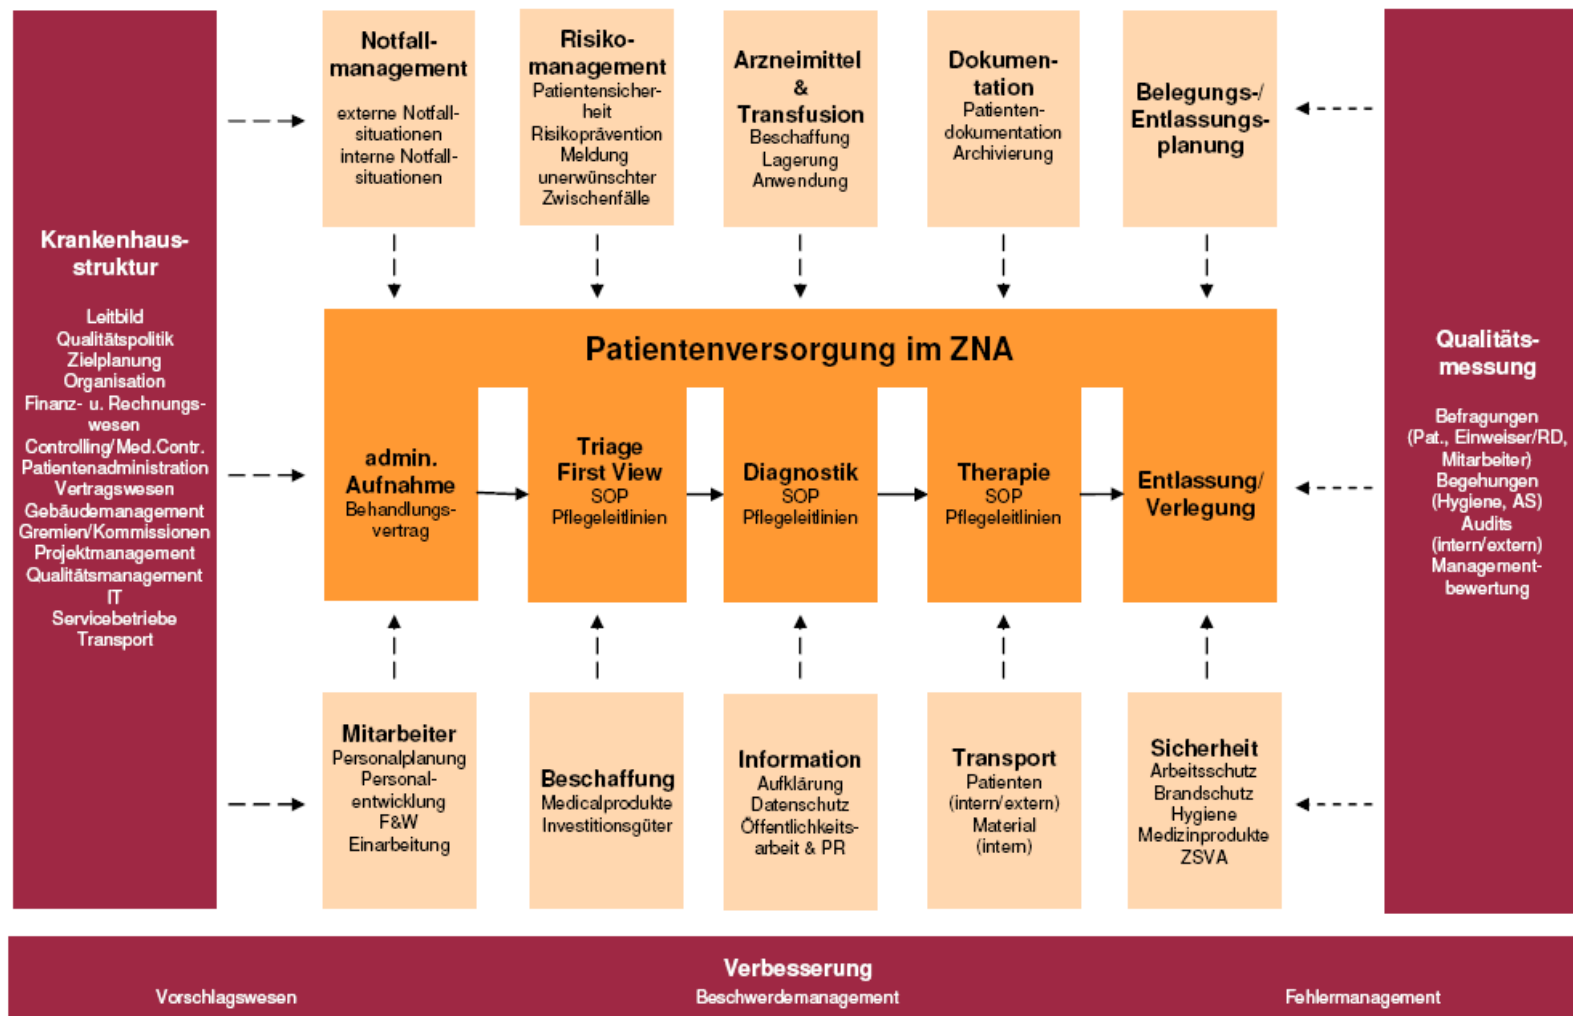 Krankenhaus-
struktur
Leitbild
Qualitätspolitik
Zielplanung
Organisation
Finanz- u. Rechnungs-
wesen
Controlling/Med.Contr.
Patientenadministration
Vertragswesen
Gebäudemanagement
Gremien/Kommissionen
Projektmanagement
Qualitätsmanagement
IT
Servicebetriebe
Transport
Notfall-
management
externe Notfall-
situationen
interne Notfall-
situationen
Risiko-
management
Patientensicher-
heit
Risikoprävention
Meldung
unerwünschter
Zwischenfälle
Arzneimittel
&
Transfusion
Beschaffung
Lagerung
Anwendung
Dokumen-
tation
Patienten-
dokumentation
Archivierung
Belegungs-/
Entlassungs-
planung
Patientenversorgung im ZNA
admin.
Aufnahme
Behandlungs-
vertrag
Triage
First View
SOP
Pflegeleitlinien
Diagnostik
SOP
Pflegeleitlinien
Therapie
SOP
Pflegeleitlinien
Entlassung/
Verlegung
Mitarbeiter
Personalplanung
Personal-
entwicklung
F&W
Einarbeitung
Beschaffung
Medicalprodukte
Investitionsgüter
Information
Aufklärung
Datenschutz
Öffentlichkeits-
arbeit & PR
Transport
Patienten
(intern/extern)
Material
(intern)
Sicherheit
Arbeitsschutz
Brandschutz
Hygiene
Medizinprodukte
ZSVA
Qualitäts-
messung
Befragungen
(Pat., Einweiser/RD,
Mitarbeiter)
Begehungen
(Hygiene, AS)
Audits
(intern/extern)
Management-
bewertung
Verbesserung
Vorschlagswesen
Beschwerdemanagement
Fehlermanagement